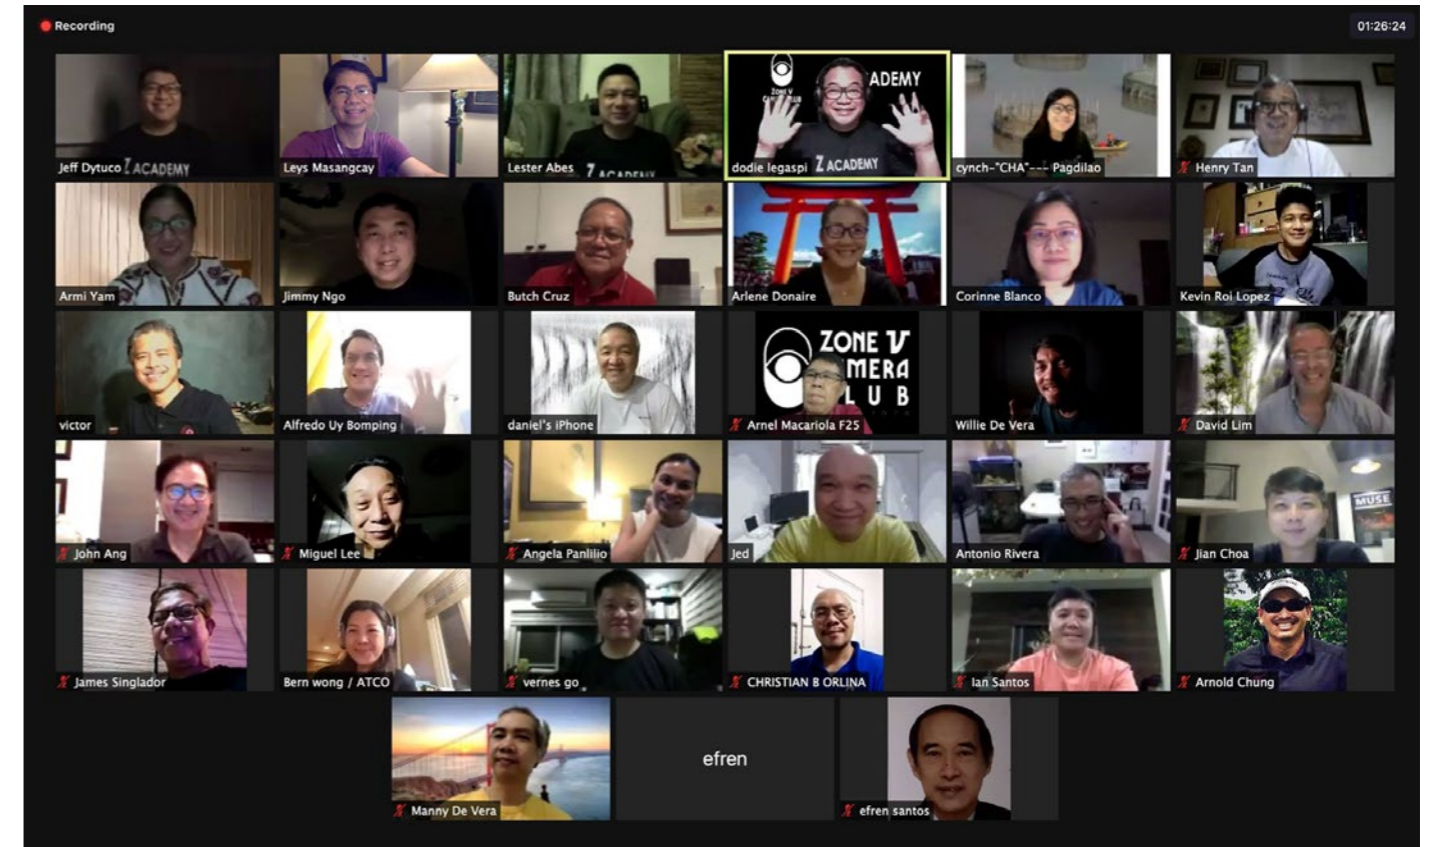 Recording
01:26:24
ZONE V
CADEMY
Z ACADEMY
Z ACADEMY
Z ACADEMY
Jeff Dytuco
Leys Masangcay
Lester Abes
dodie legaspi
cynch-"CHA"--- Pagdilao
Henry Tan
Armi Yam
Jimmy Ngo
Butch Cruz
Arlene Donaire
Corinne Blanco
Kevin Roi Lopez
ZONE V
MERA
LUB
victor
Alfredo Uy Bomping
daniel's iPhone
Arnel Macariola F25
Willie De Vera
David Lim
MUSE
John Ang
Miguel Lee
Angela Panlilio
Jed
Antonio Rivera
Jian Choa
James Singlador
Bern wong / ATCO
vernes go
CHRISTIAN B ORLINA
Ian Santos
Arnold Chung
Manny De Vera
efren
efren santos